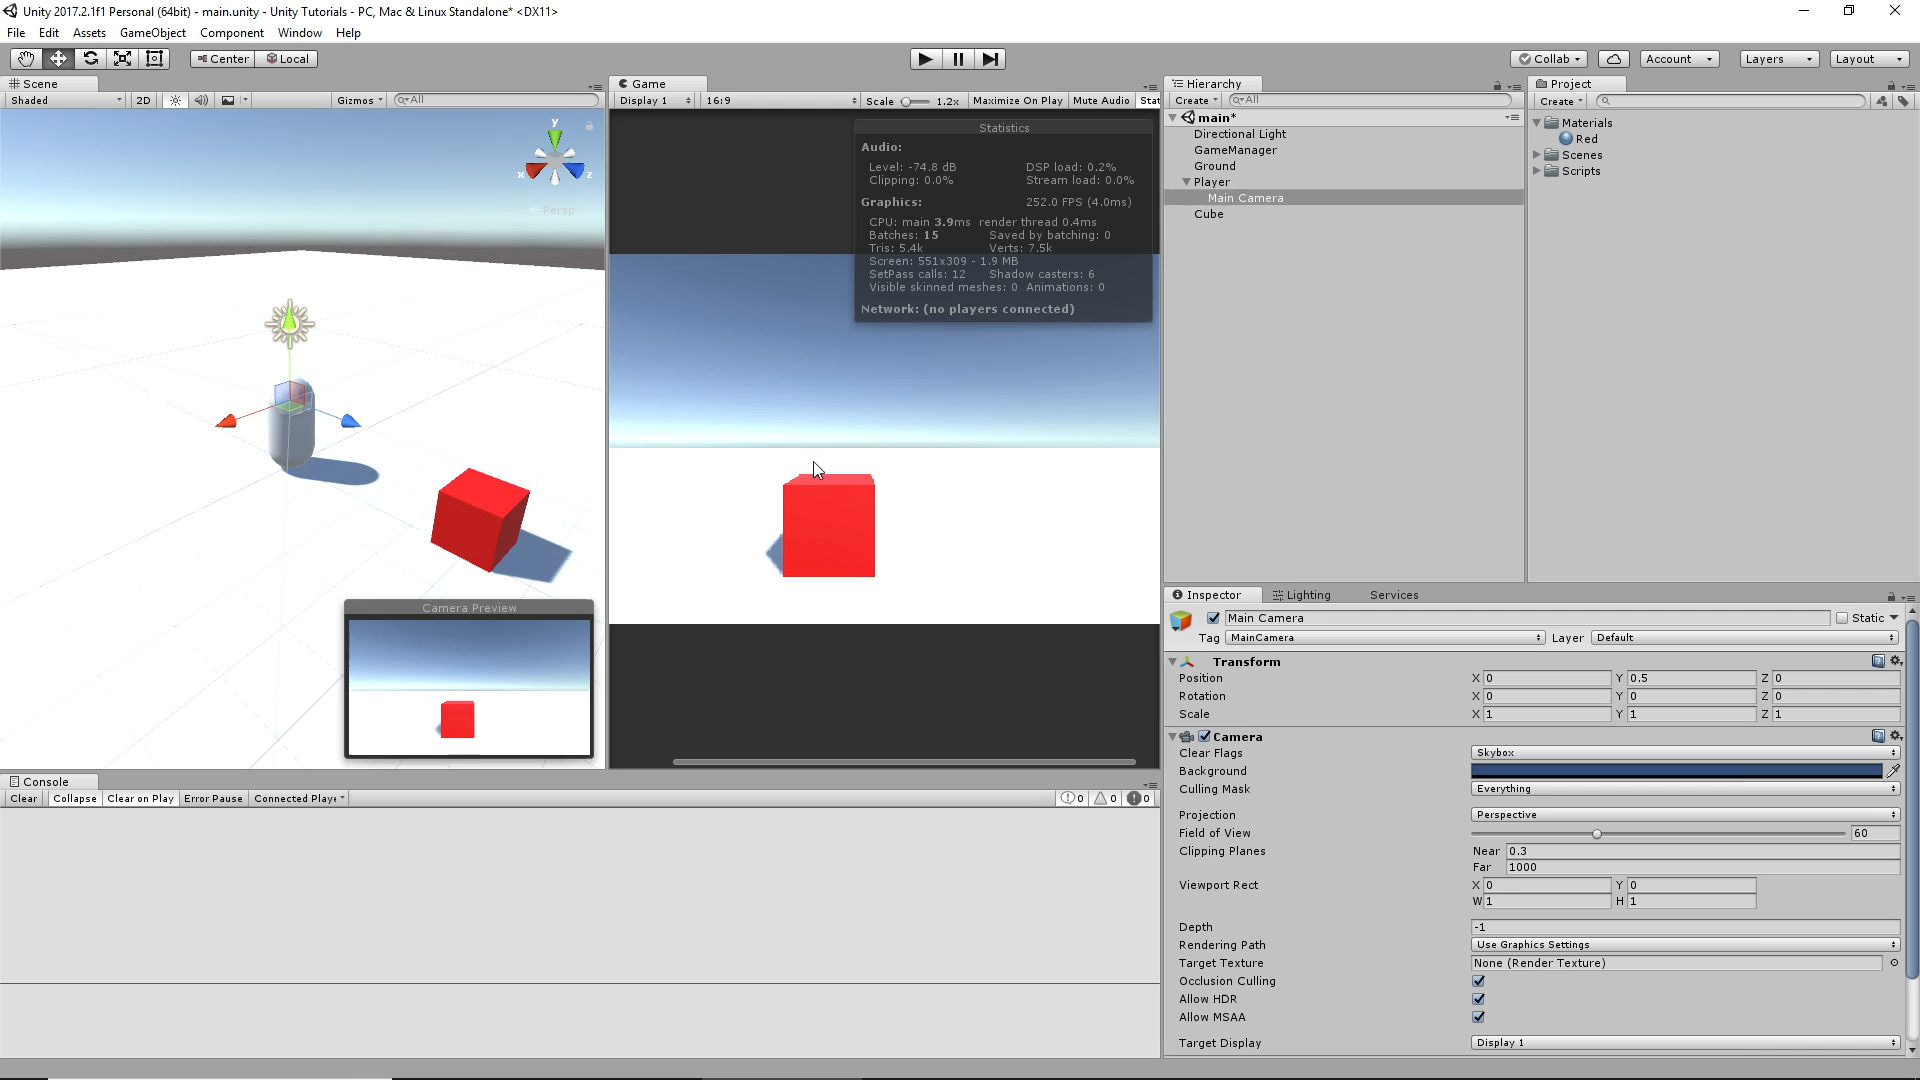 Unity 2017.2.1f1 Personal (64bit) - main.unity - Unity Tutorials - PC, Mac & Linux Standalone* <DX11>
File Edit Assets GameObject Component Window Help
Center Local
Collab Account Layers Layout
Scene
Shaded 2D Gizmos All
y
x z
Persp
Camera Preview
Game
Display 1 16:9 Scale 1.2x Maximize On Play Mute Audio Stat
Statistics
Audio:
Level: -74.8 dB DSP load: 0.2%
Clipping: 0.0% Stream load: 0.0%
Graphics: 252.0 FPS (4.0ms)
CPU: main 3.9ms render thread 0.4ms
Batches: 15 Saved by batching: 0
Tris: 5.4k Verts: 7.5k
Screen: 551x309 - 1.9 MB
SetPass calls: 12 Shadow casters: 6
Visible skinned meshes: 0 Animations: 0
Network: (no players connected)
Hierarchy
Create All
main*
Directional Light
GameManager
Ground
Player
Main Camera
Cube
Project
Create
Materials
Red
Scenes
Scripts
Console
Clear Collapse Clear on Play Error Pause Connected Playe 0 0 0
Inspector Lighting Services
Main Camera Static
Tag MainCamera Layer Default
Transform
Position X 0 Y 0.5 Z 0
Rotation X 0 Y 0 Z 0
Scale X 1 Y 1 Z 1
Camera
Clear Flags Skybox
Background
Culling Mask Everything
Projection Perspective
Field of View 60
Clipping Planes Near 0.3
Far 1000
Viewport Rect X 0 Y 0
W 1 H 1
Depth -1
Rendering Path Use Graphics Settings
Target Texture None (Render Texture)
Occlusion Culling
Allow HDR
Allow MSAA
Target Display Display 1